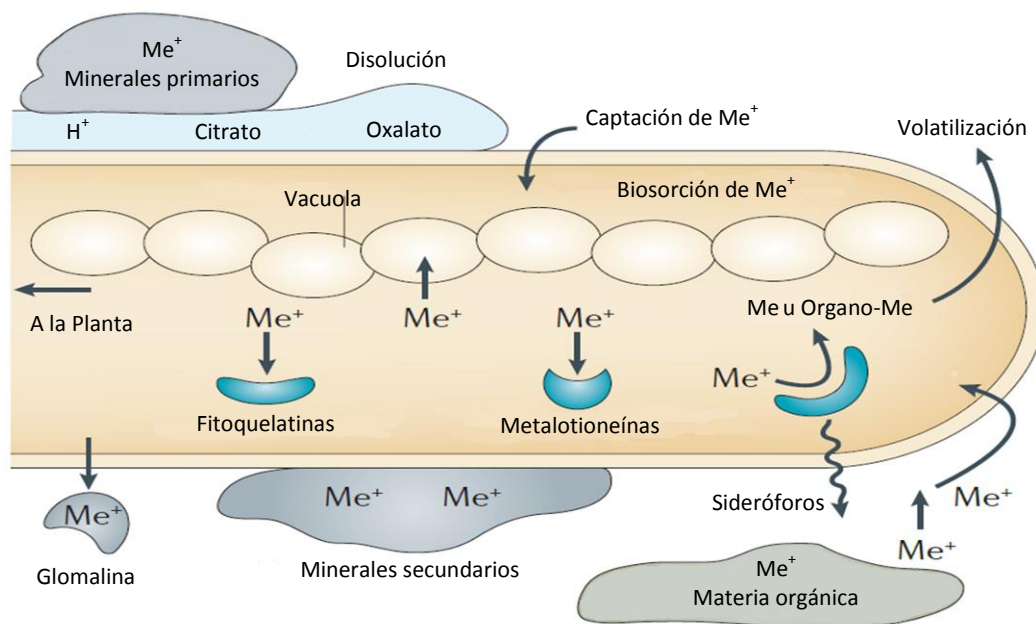 Me⁺
Minerales primarios
Disolución
H⁺
Citrato
Oxalato
Captación de Me⁺
Volatilización
Biosorción de Me⁺
Vacuola
A la Planta
Me⁺
Me⁺
Me⁺
Me u Organo-Me
Me⁺
Fitoquelatinas
Metalotioneínas
Me⁺
Glomalina
Me⁺ Me⁺
Minerales secundarios
Sideróforos
Me⁺
Me⁺
Me⁺
Materia orgánica